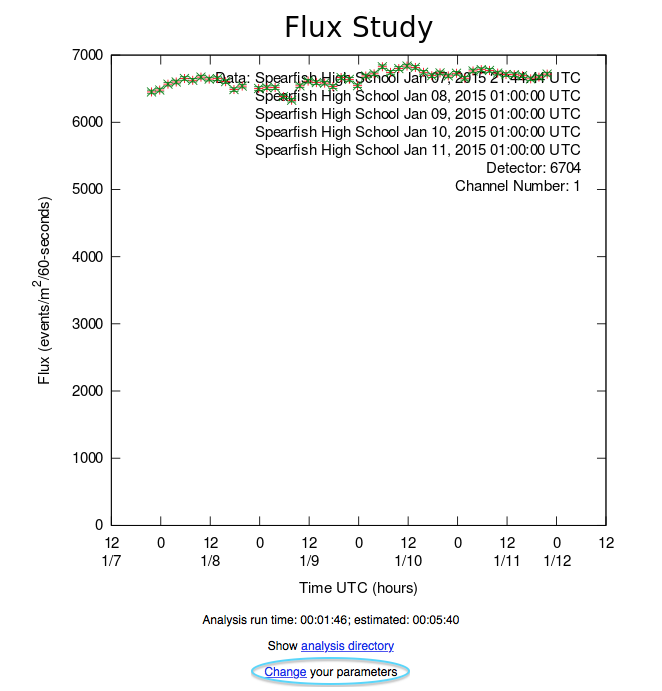 Flux Study
7000
6000
5000
4000
3000
2000
1000
0
Flux (events/m2/60-seconds)
Data: Spearfish High School Jan 07, 2015 21:44:44 UTC
Spearfish High School Jan 08, 2015 01:00:00 UTC
Spearfish High School Jan 09, 2015 01:00:00 UTC
Spearfish High School Jan 10, 2015 01:00:00 UTC
Spearfish High School Jan 11, 2015 01:00:00 UTC
Detector: 6704
Channel Number: 1
12 0 12 0 12 0 12 0 12 0 12
1/7 1/8 1/9 1/10 1/11 1/12
Time UTC (hours)
Analysis run time: 00:01:46; estimated: 00:05:40
Show analysis directory
Change your parameters